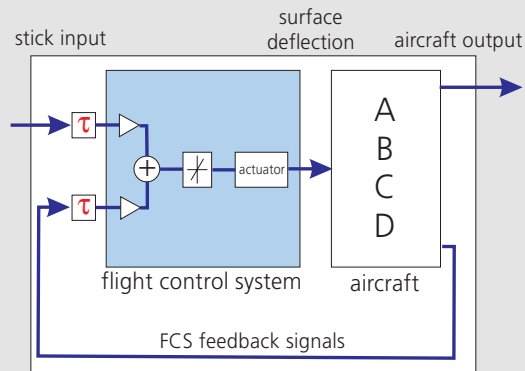 stick input
surface
deflection
aircraft output
τ
τ
+
actuator
A
B
C
D
flight control system
aircraft
FCS feedback signals